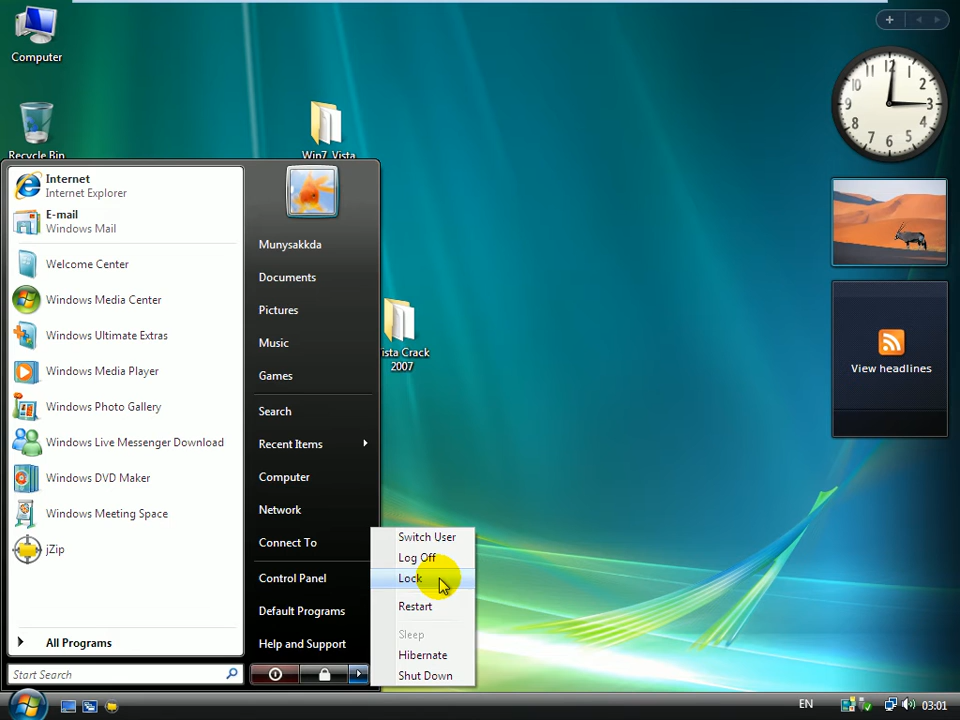 Computer
Recycle Bin
Win7 Vista
ista Crack
2007
Internet
Internet Explorer
E-mail
Windows Mail
Welcome Center
Windows Media Center
Windows Ultimate Extras
Windows Media Player
Windows Photo Gallery
Windows Live Messenger Download
Windows DVD Maker
Windows Meeting Space
jZip
All Programs
Start Search
Munysakkda
Documents
Pictures
Music
Games
Search
Recent Items
Computer
Network
Connect To
Control Panel
Default Programs
Help and Support
Switch User
Log Off
Lock
Restart
Sleep
Hibernate
Shut Down
12
1
2
3
4
5
6
7
8
9
10
11
View headlines
EN
03:01